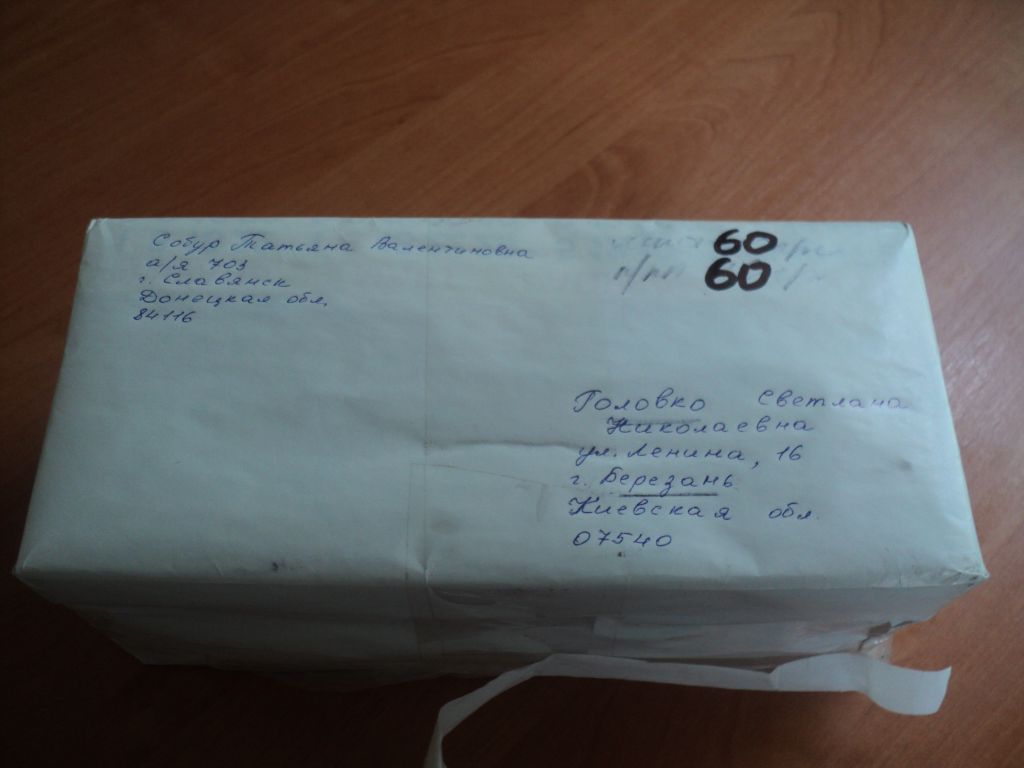 Собур Татьяна Валентиновна
а/я 703
г. Славянск
Донецкая обл,
84116
60
п/пл 60
Головко Светлана
Николаевна
ул. Ленина, 16
г. Березань
Киевская обл.
07540